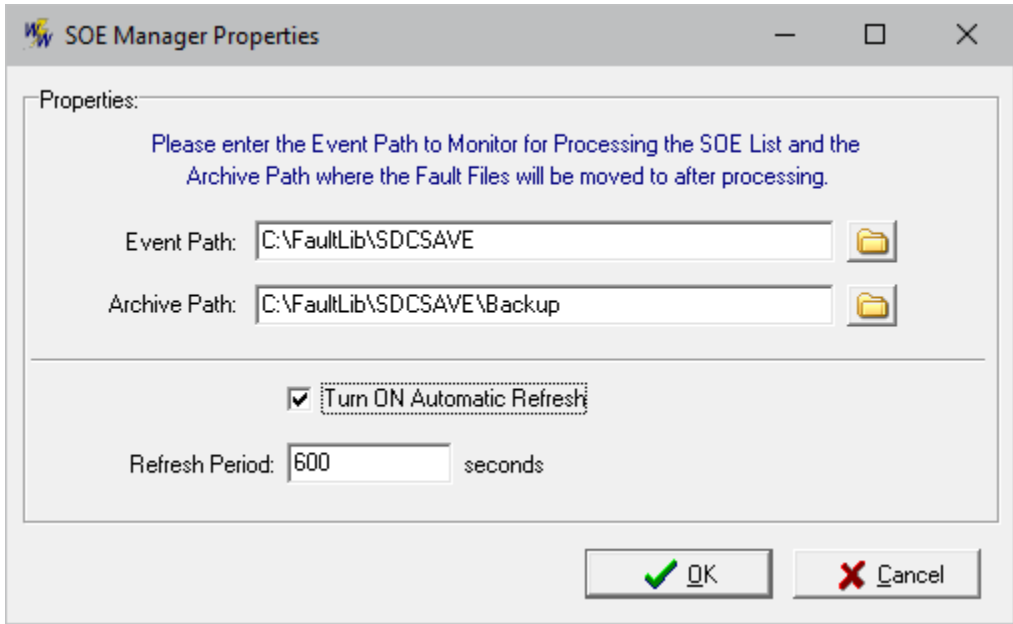 SOE Manager Properties
Properties:
Please enter the Event Path to Monitor for Processing the SOE List and the
Archive Path where the Fault Files will be moved to after processing.
Event Path: C:\FaultLib\SDCSAVE
Archive Path: C:\FaultLib\SDCSAVE\Backup
Turn ON Automatic Refresh
Refresh Period: 600 seconds
OK Cancel